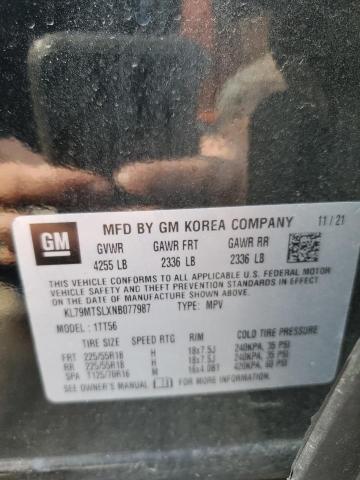 GM
MFD BY GM KOREA COMPANY 11/21
GVWR GAWR FRT GAWR RR
4255 LB 2336 LB 2336 LB
THIS VEHICLE CONFORMS TO ALL APPLICABLE U.S. FEDERAL MOTOR
VEHICLE SAFETY AND THEFT PREVENTION STANDARDS IN EFFECT
ON THE DATE OF MANUFACTURE SHOWN ABOVE.
KL79MTSLXNB077987 TYPE: MPV
MODEL: 1TT56
TIRE SIZE SPEED RTG RIM COLD TIRE PRESSURE
FRT 225/55R18 H 18x7.5J 240KPA, 35 PSI
RR 225/55R18 H 18x7.5J 240KPA, 35 PSI
SPA T125/70R16 M 16x4.0BT 420KPA, 60 PSI
SEE OWNER'S MANUAL FOR MORE INFORMATION.